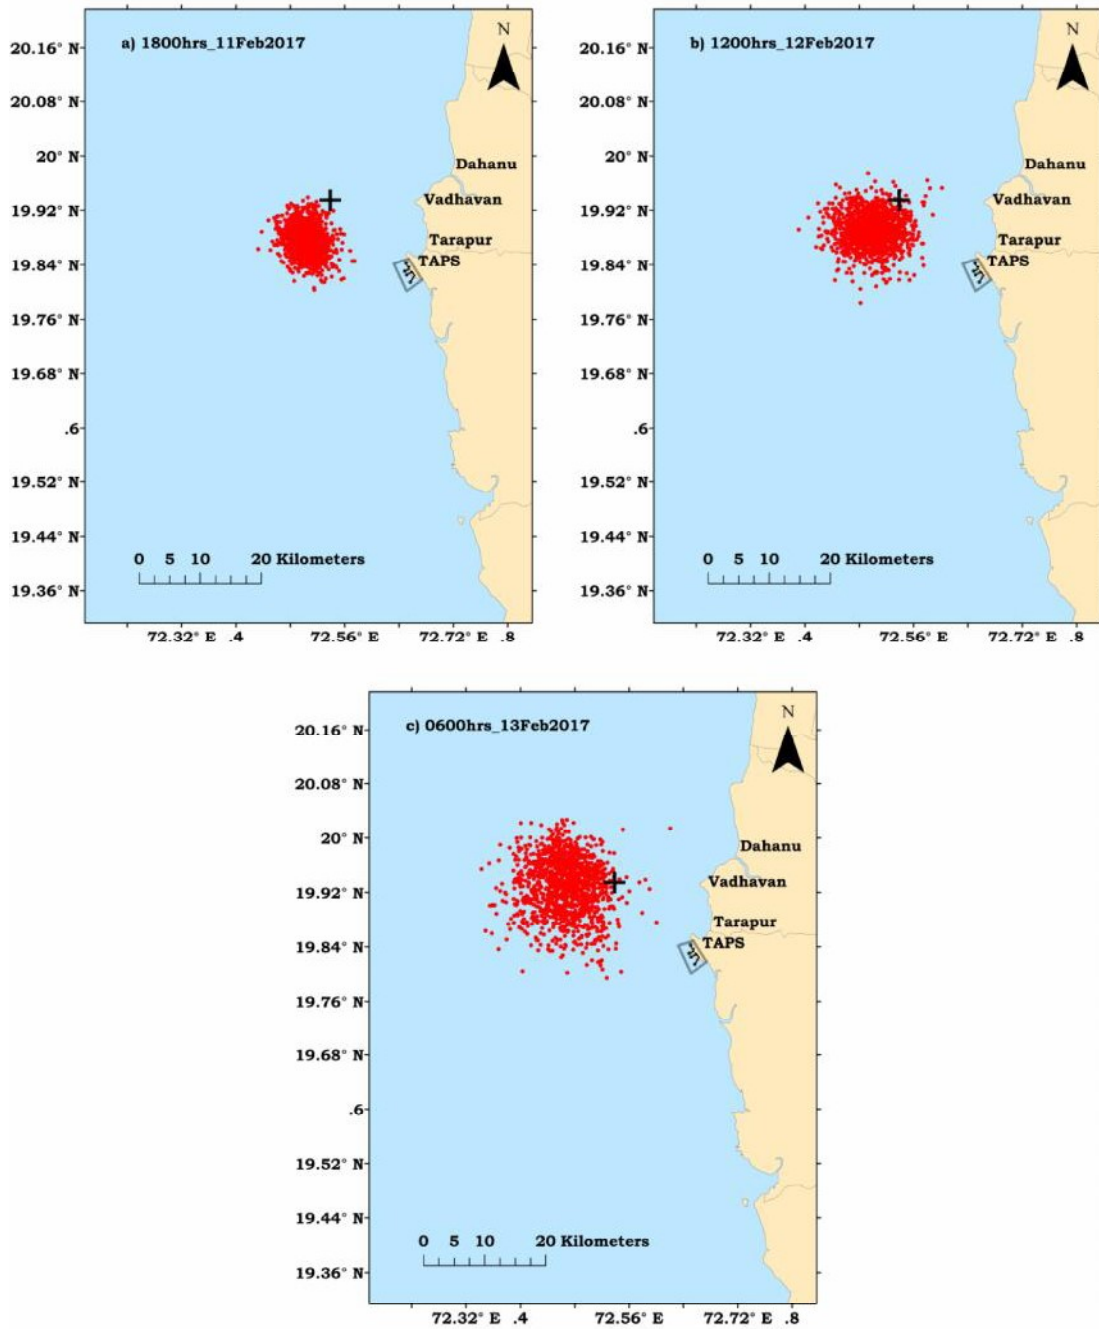 a) 1800hrs_11Feb2017
N
20.16° N
20.08° N
20° N
19.92° N
19.84° N
19.76° N
19.68° N
.6
19.52° N
19.44° N
19.36° N
Dahanu
Vadhavan
Tarapur
TAPS
0 5 10 20 Kilometers
72.32° E .4 72.56° E 72.72° E .8
b) 1200hrs_12Feb2017
N
20.16° N
20.08° N
20° N
19.92° N
19.84° N
19.76° N
19.68° N
.6
19.52° N
19.44° N
19.36° N
Dahanu
Vadhavan
Tarapur
TAPS
0 5 10 20 Kilometers
72.32° E .4 72.56° E 72.72° E .8
c) 0600hrs_13Feb2017
N
20.16° N
20.08° N
20° N
19.92° N
19.84° N
19.76° N
19.68° N
.6
19.52° N
19.44° N
19.36° N
Dahanu
Vadhavan
Tarapur
TAPS
0 5 10 20 Kilometers
72.32° E .4 72.56° E 72.72° E .8